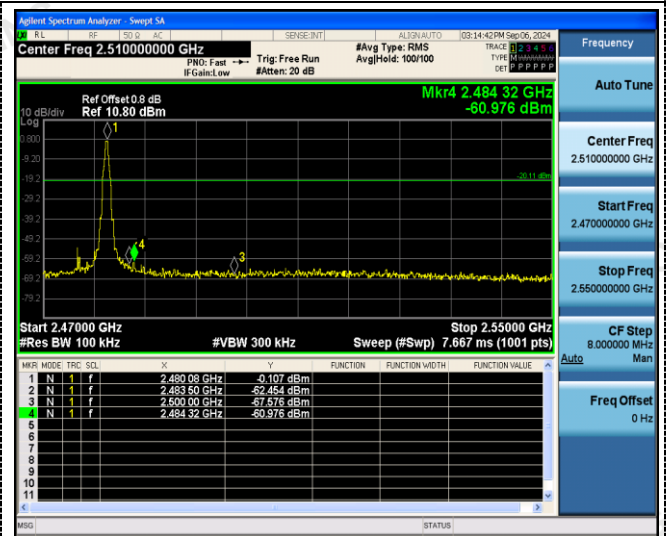 Agilent Spectrum Analyzer - Swept SA
RL RF 50 Ω AC SENSE:INT ALIGN AUTO 03:14:42 PM Sep 06, 2024
Center Freq 2.510000000 GHz
PNO: Fast
IFGain:Low
Trig: Free Run
#Atten: 20 dB
#Avg Type: RMS
Avg|Hold: 100/100
TRACE 1 2 3 4 5 6
TYPE M
DET P P P P P P
Ref Offset 0.8 dB
Ref 10.80 dBm
10 dB/div
Log
Mkr4 2.484 32 GHz
-60.976 dBm
0.800
-9.20
-19.2
-29.2
-39.2
-49.2
-59.2
-69.2
-79.2
1
4
3
-20.11 dBm
Start 2.47000 GHz Stop 2.55000 GHz
#Res BW 100 kHz #VBW 300 kHz Sweep (#Swp) 7.667 ms (1001 pts)
MKR MODE TRC SCL X Y FUNCTION FUNCTION WIDTH FUNCTION VALUE
1 N 1 f 2.480 08 GHz -0.107 dBm
2 N 1 f 2.483 50 GHz -62.454 dBm
3 N 1 f 2.500 00 GHz -67.576 dBm
4 N 1 f 2.484 32 GHz -60.976 dBm
5
6
7
8
9
10
11
MSG STATUS
Frequency
Auto Tune
Center Freq
2.510000000 GHz
Start Freq
2.470000000 GHz
Stop Freq
2.550000000 GHz
CF Step
8.000000 MHz
Auto Man
Freq Offset
0 Hz